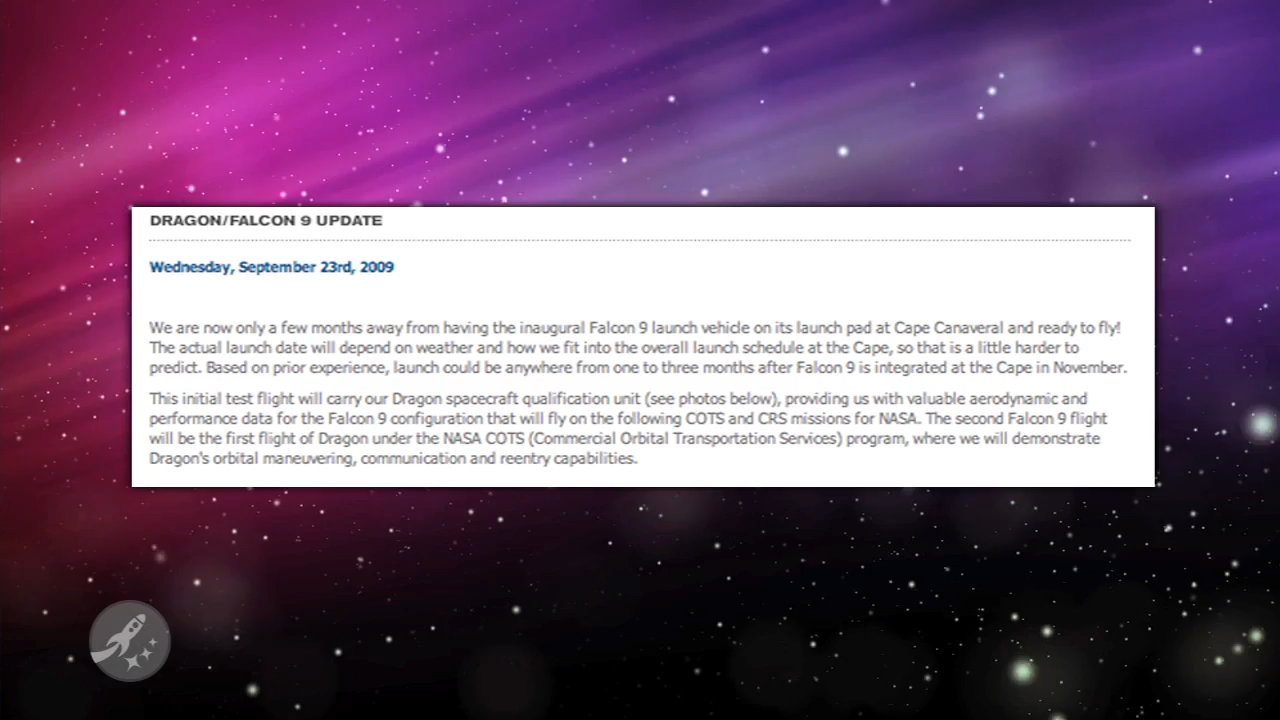 DRAGON/FALCON 9 UPDATE
Wednesday, September 23rd, 2009
We are now only a few months away from having the inaugural Falcon 9 launch vehicle on its launch pad at Cape Canaveral and ready to fly!
The actual launch date will depend on weather and how we fit into the overall launch schedule at the Cape, so that is a little harder to
predict. Based on prior experience, launch could be anywhere from one to three months after Falcon 9 is integrated at the Cape in November.
This initial test flight will carry our Dragon spacecraft qualification unit (see photos below), providing us with valuable aerodynamic and
performance data for the Falcon 9 configuration that will fly on the following COTS and CRS missions for NASA. The second Falcon 9 flight
will be the first flight of Dragon under the NASA COTS (Commercial Orbital Transportation Services) program, where we will demonstrate
Dragon's orbital maneuvering, communication and reentry capabilities.